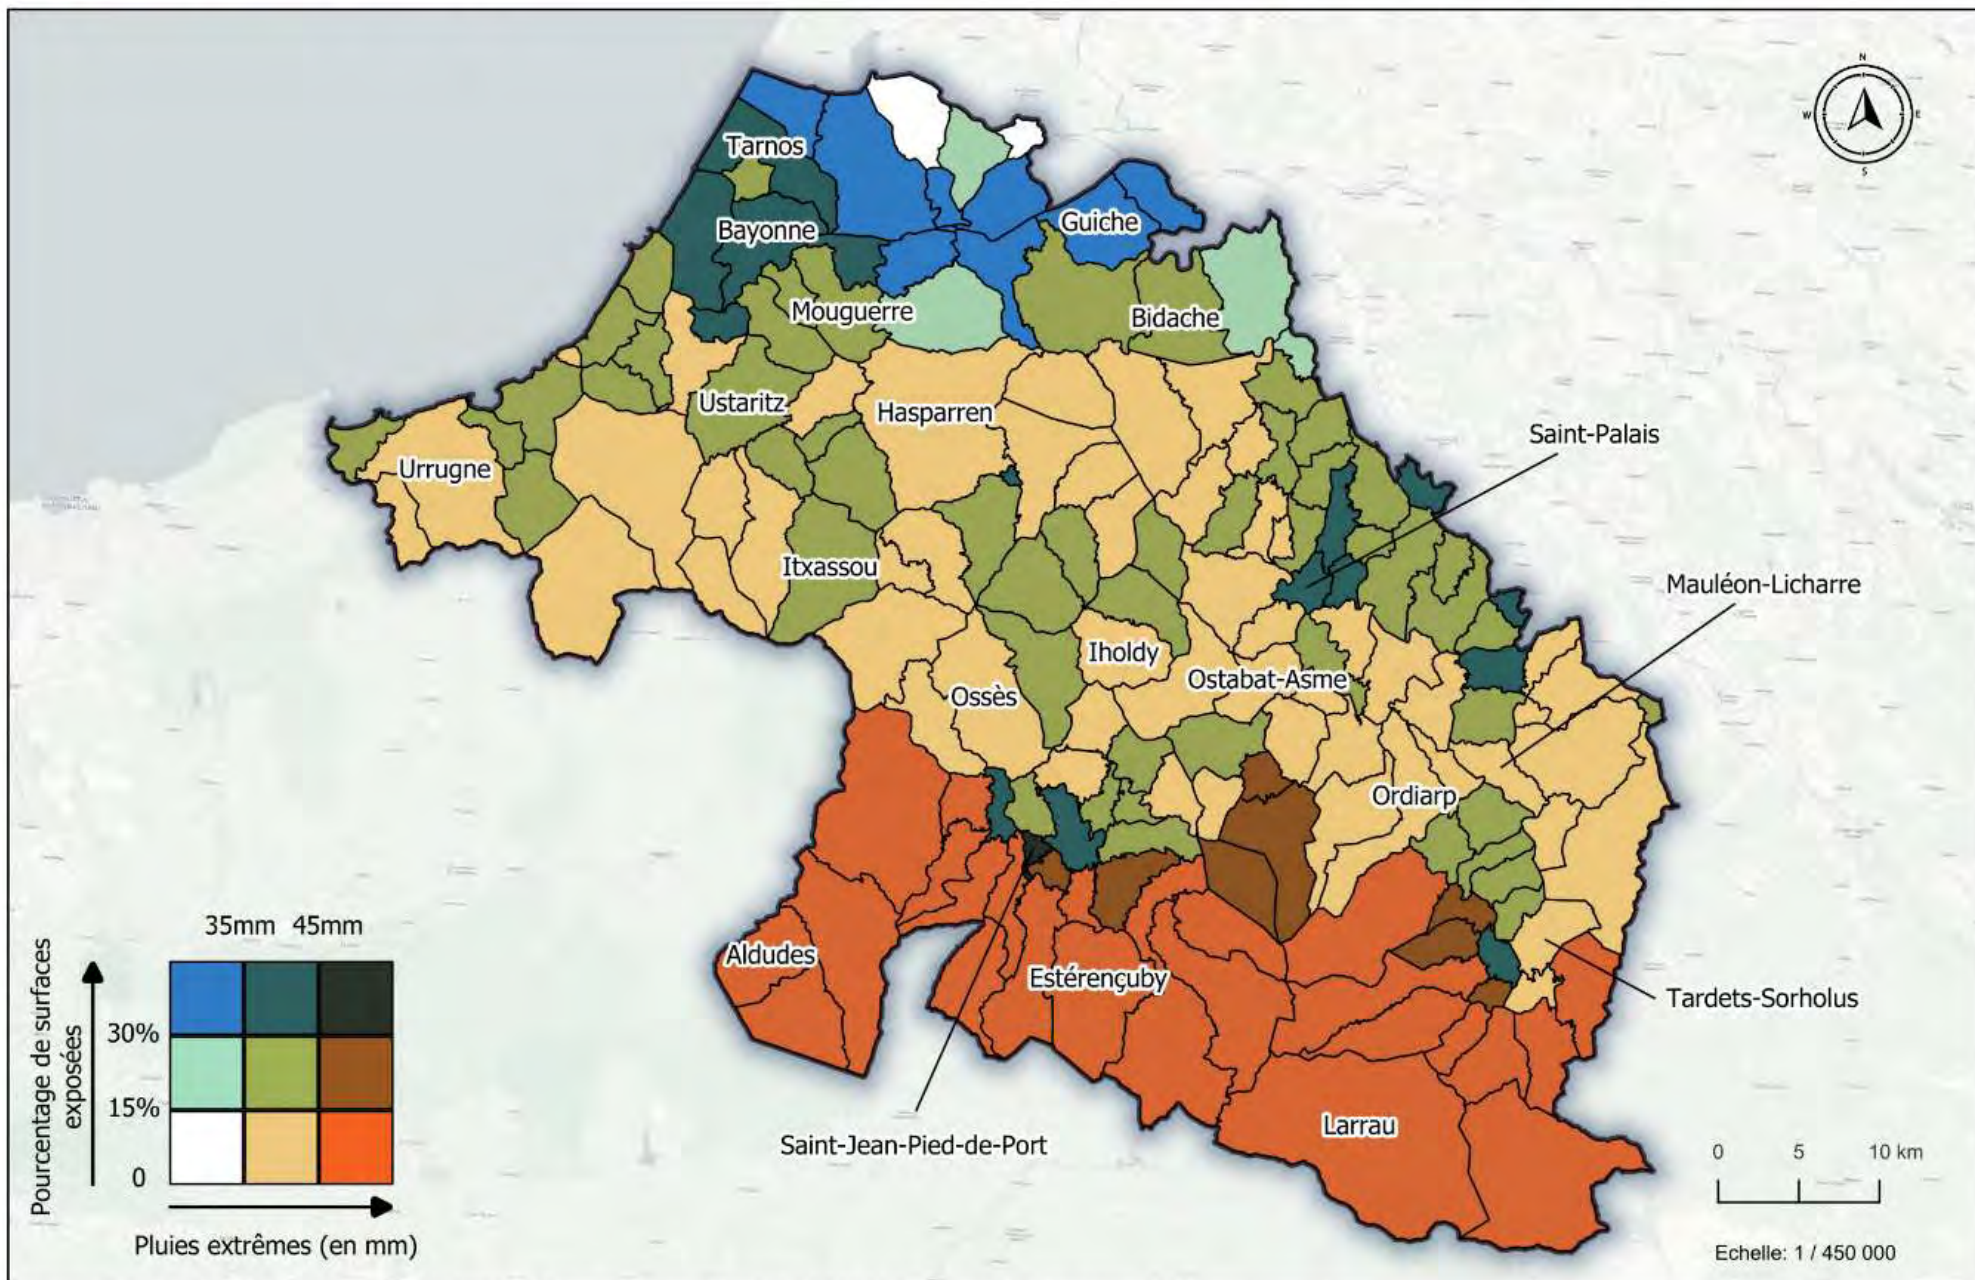 N
W
E
S
Tarnos
Bayonne
Guiche
Mouguerre
Bidache
Ustaritz
Hasparren
Saint-Palais
Urrugne
Itxassou
Mauléon-Licharre
Iholdy
Ostabat-Asme
Ossès
Ordiarp
35mm 45mm
Aldudes
Estérençuby
Tardets-Sorholus
Pourcentage de surfaces
exposées
30%
15%
0
Larrau
Saint-Jean-Pied-de-Port
0 5 10 km
Pluies extrêmes (en mm)
Echelle: 1 / 450 000